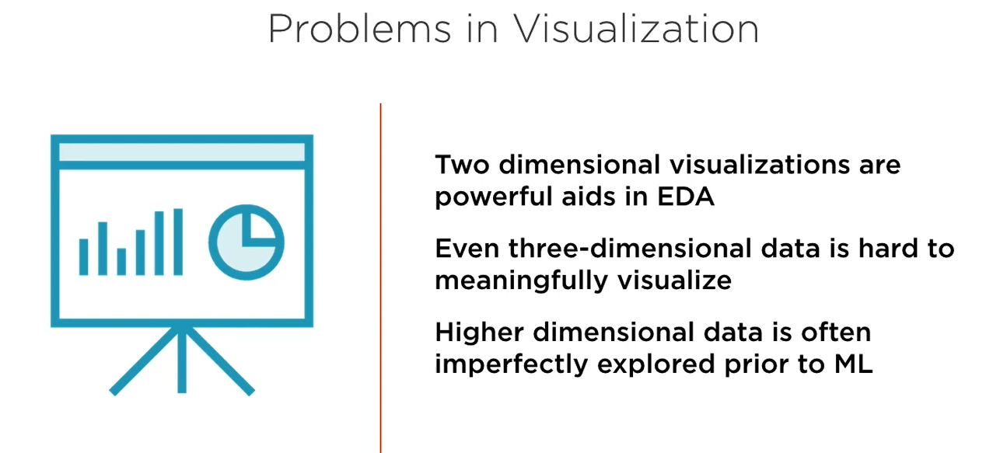 Problems in Visualization
Two dimensional visualizations are
powerful aids in EDA
Even three-dimensional data is hard to
meaningfully visualize
Higher dimensional data is often
imperfectly explored prior to ML